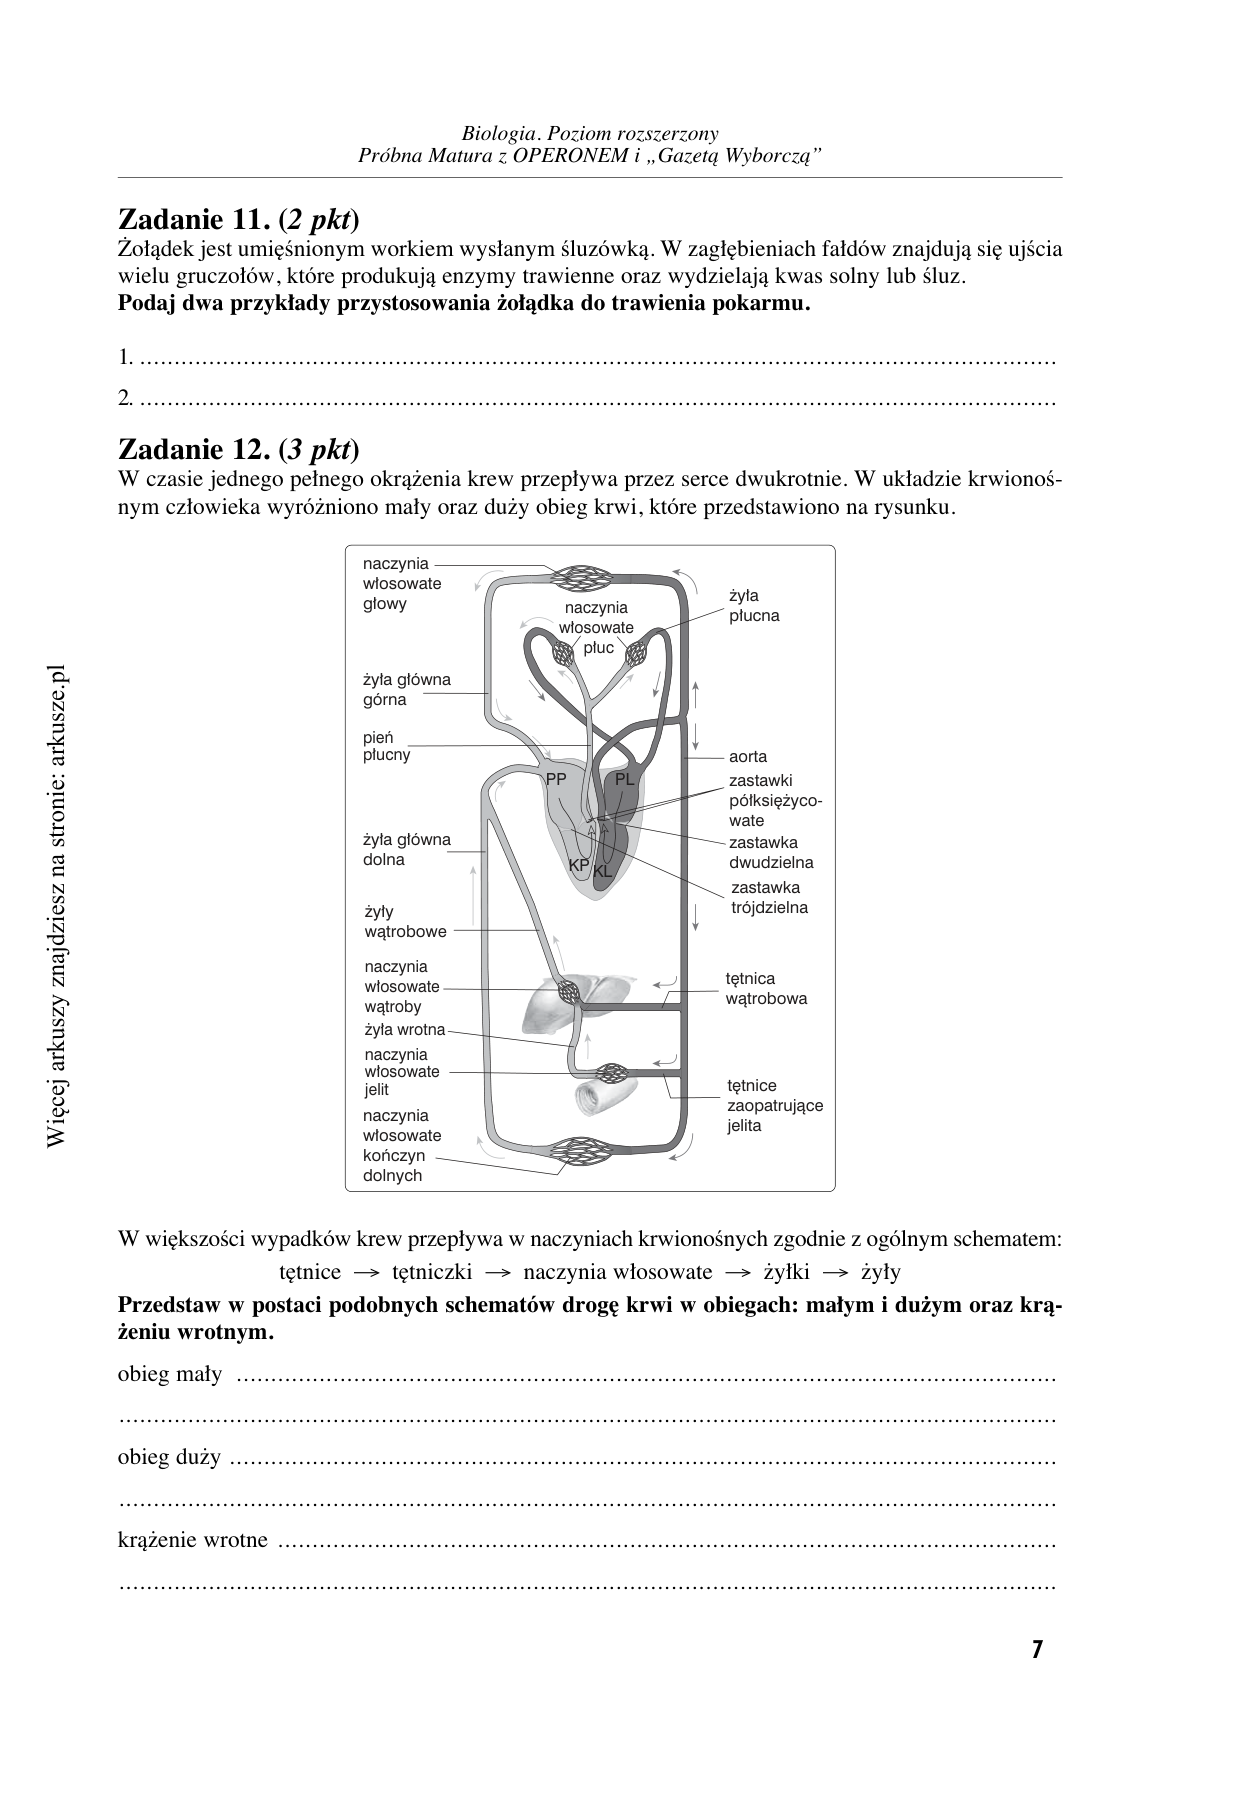 Biologia. Poziom rozszerzony
Próbna Matura z OPERONEM i „Gazetą Wyborczą”
Zadanie 11. (2 pkt)
Żołądek jest umięśnionym workiem wysłanym śluzówką. W zagłębieniach fałdów znajdują się ujścia
wielu gruczołów, które produkują enzymy trawienne oraz wydzielają kwas solny lub śluz.
Podaj dwa przykłady przystosowania żołądka do trawienia pokarmu.
1. ....................................................................................................
2. ....................................................................................................
Zadanie 12. (3 pkt)
W czasie jednego pełnego okrążenia krew przepływa przez serce dwukrotnie. W układzie krwionoś-
nym człowieka wyróżniono mały oraz duży obieg krwi, które przedstawiono na rysunku.
naczynia
włosowate
głowy
naczynia
włosowate
płuc
żyła
płucna
żyła główna
górna
pień
płucny
aorta
PP
PL
zastawki
półksiężyco-
wate
zastawka
dwudzielna
żyła główna
dolna
KP
KL
zastawka
trójdzielna
żyły
wątrobowe
naczynia
włosowate
wątroby
tętnica
wątrobowa
żyła wrotna
naczynia
włosowate
jelit
tętnice
zaopatrujące
jelita
naczynia
włosowate
kończyn
dolnych
W większości wypadków krew przepływa w naczyniach krwionośnych zgodnie z ogólnym schematem:
tętnice → tętniczki → naczynia włosowate → żyłki → żyły
Przedstaw w postaci podobnych schematów drogę krwi w obiegach: małym i dużym oraz krą-
żeniu wrotnym.
obieg mały ....................................................................................................
....................................................................................................
obieg duży ....................................................................................................
....................................................................................................
krążenie wrotne ....................................................................................................
....................................................................................................
7
Więcej arkuszy znajdziesz na stronie: arkusze.pl